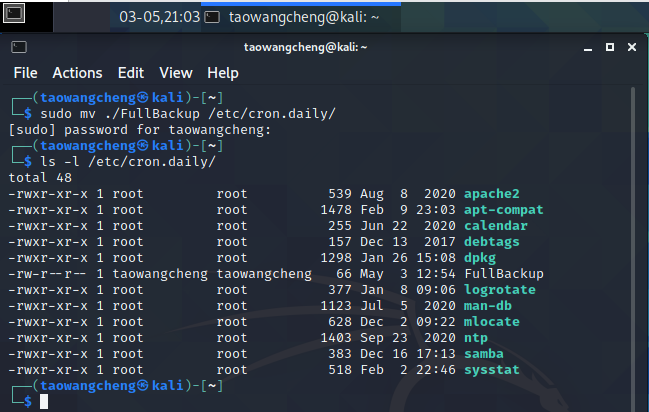 03-05,21:03 taowangcheng@kali: ~
taowangcheng@kali: ~
File Actions Edit View Help
┌──(taowangcheng㉿kali)-[~]
└─$ sudo mv ./FullBackup /etc/cron.daily/
[sudo] password for taowangcheng:
┌──(taowangcheng㉿kali)-[~]
└─$ ls -l /etc/cron.daily/
total 48
-rwxr-xr-x 1 root root 539 Aug 8 2020 apache2
-rwxr-xr-x 1 root root 1478 Feb 9 23:03 apt-compat
-rwxr-xr-x 1 root root 255 Jun 22 2020 calendar
-rwxr-xr-x 1 root root 157 Dec 13 2017 debtags
-rwxr-xr-x 1 root root 1298 Jan 26 15:08 dpkg
-rw-r--r-- 1 taowangcheng taowangcheng 66 May 3 12:54 FullBackup
-rwxr-xr-x 1 root root 377 Jan 8 09:06 logrotate
-rwxr-xr-x 1 root root 1123 Jul 5 2020 man-db
-rwxr-xr-x 1 root root 628 Dec 2 09:22 mlocate
-rwxr-xr-x 1 root root 1403 Sep 23 2020 ntp
-rwxr-xr-x 1 root root 383 Dec 16 17:13 samba
-rwxr-xr-x 1 root root 518 Feb 2 22:46 sysstat
┌──(taowangcheng㉿kali)-[~]
└─$